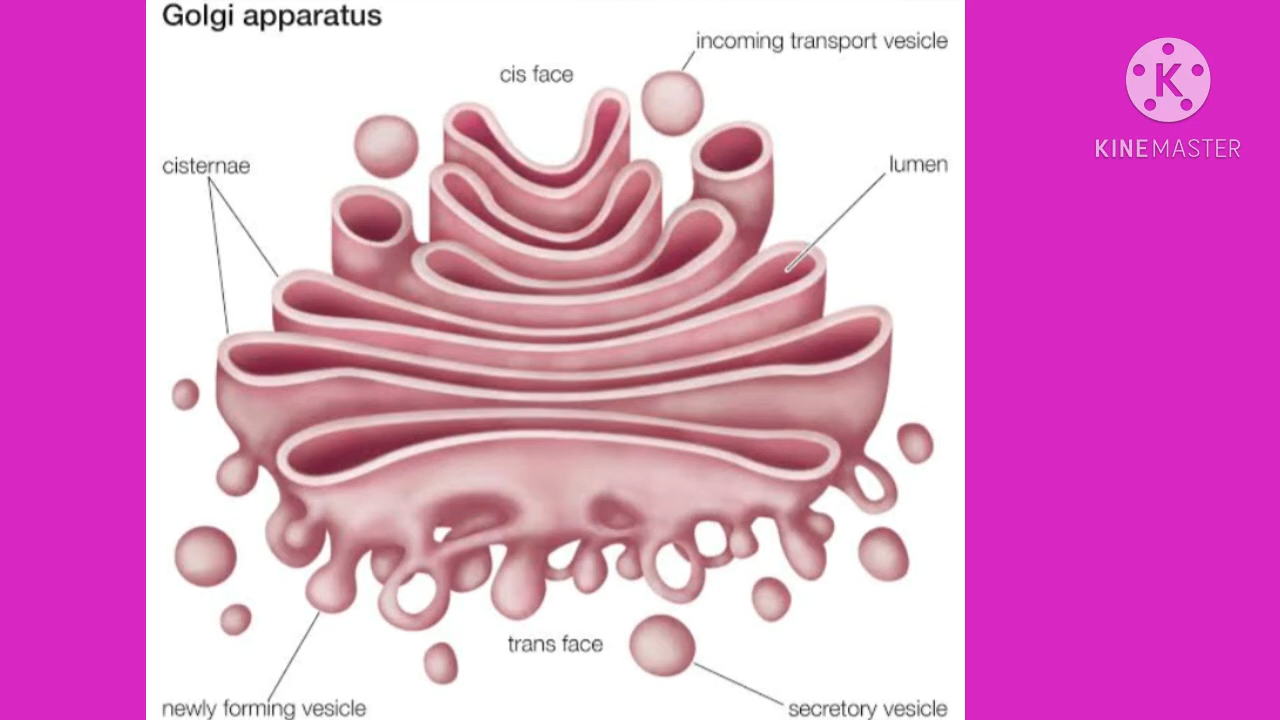 Golgi apparatus
incoming transport vesicle
cis face
cisternae
lumen
trans face
newly forming vesicle
secretory vesicle
K
KINEMASTER